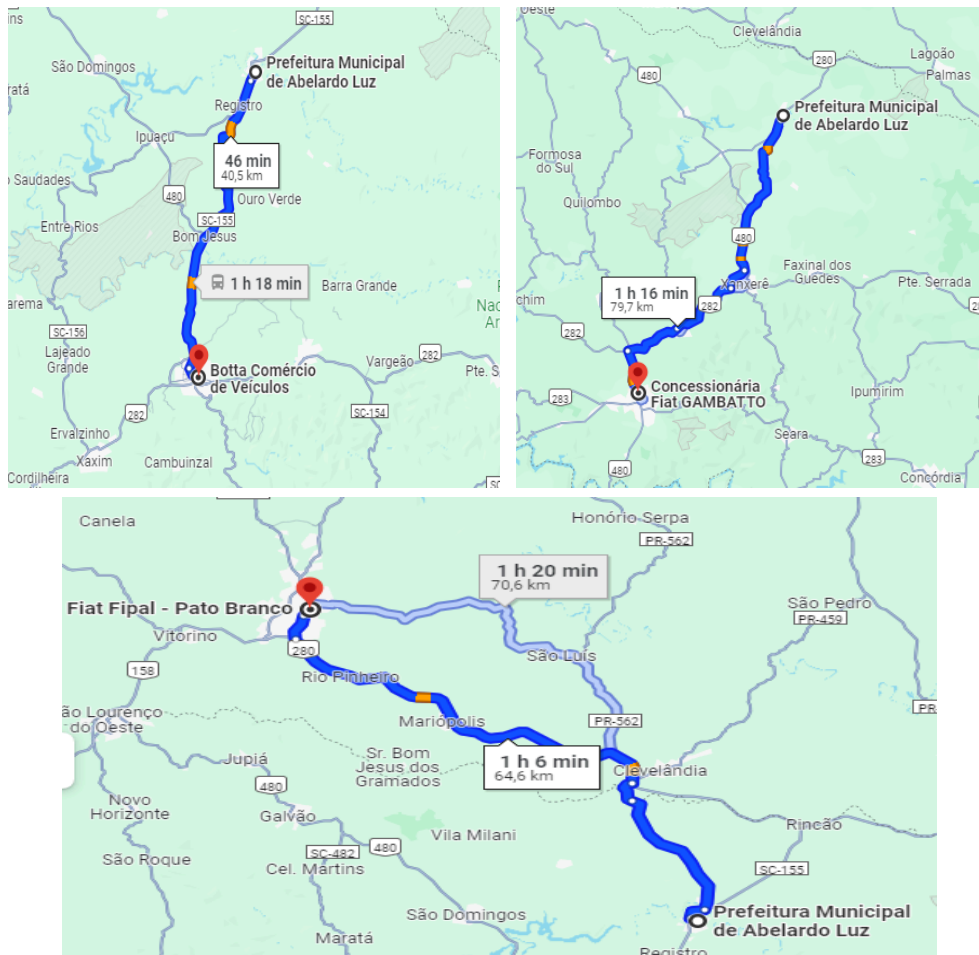 SC-155
ins
São Domingos
Prefeitura Municipal
de Abelardo Luz
ratá
Registro
Ipuaçu
46 min
40,5 km
o Saudades
480
Ouro Verde
SC-155
Entre Rios
Bom Jesus
1 h 18 min
Barra Grande
arema
Nac
Ar
SC-156
Lajeado
Grande
Botta Comércio
de Veículos
Vargeão
282
Pte. S
282
SC-154
Ervalzinho
Xaxim
Cambuinzal
Cordilheira
SC
Oeste
Clevelândia
280
Lagoão
480
Palmas
Prefeitura Municipal
de Abelardo Luz
Formosa
do Sul
Quilombo
480
Faxinal dos
Guedes
Xanxerê
Pte. Serrada
1 h 16 min
79,7 km
chim
282
282
282
Concessionária
Fiat GAMBATTO
283
Ipumirim
Seara
283
480
Concórdia
Canela
Honório Serpa
PR-562
1 h 20 min
70,6 km
Fiat Fipal - Pato Branco
São Pedro
PR-459
Vitorino
280
São Luís
158
Rio Pinheiro
PR
ão Lourenço
do Oeste
Mariópolis
PR-562
Sr. Bom
Jesus dos
Gramados
1 h 6 min
64,6 km
Jupiá
Clevelândia
480
Novo
Horizonte
Galvão
Vila Milani
Rincão
São Roque
SC-482
480
Cel. Martins
SC-155
São Domingos
Prefeitura Municipal
de Abelardo Luz
Maratá
Registro